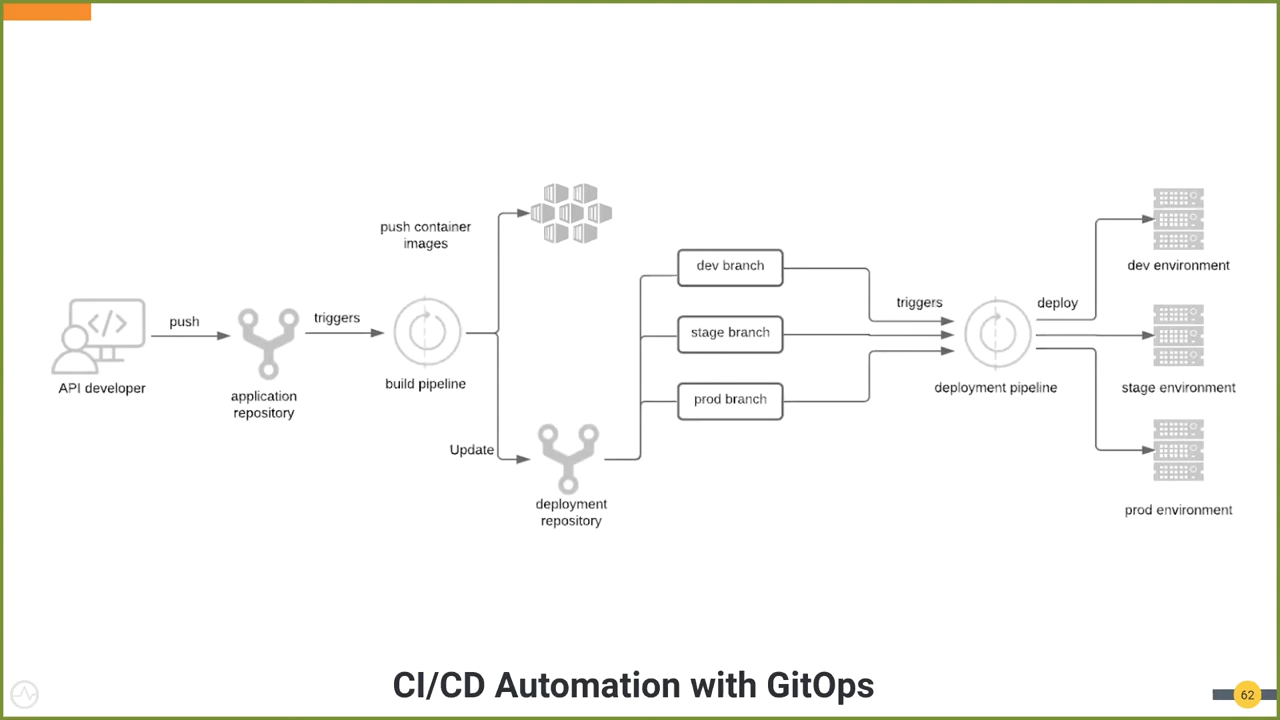 push container
images
dev branch
dev environment
triggers
deploy
push
triggers
stage branch
API developer
application
repository
build pipeline
deployment pipeline
stage environment
prod branch
Update
deployment
repository
prod environment
CI/CD Automation with GitOps
62